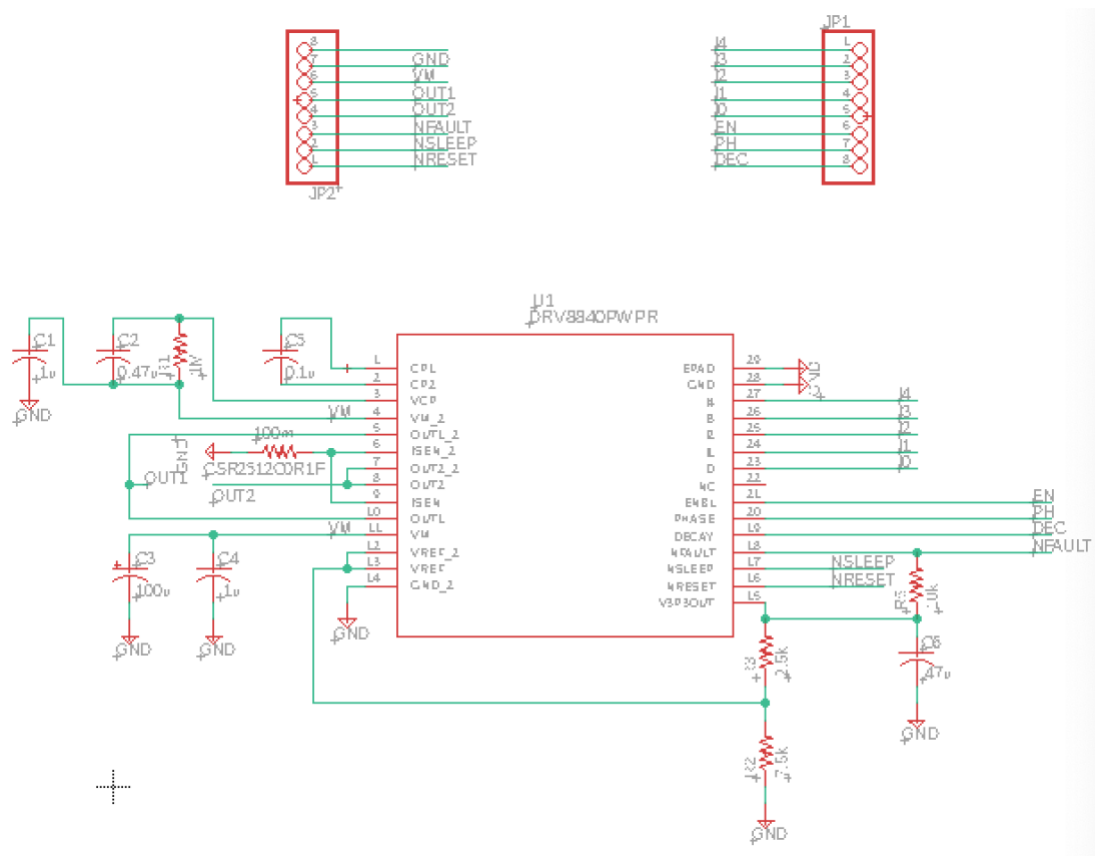 JP1
8
7 GND
6 VM
5 OUT1
4 OUT2
3 NFAULT
2 NSLEEP
1 NRESET
JP2
I4 1
I3 2
I2 3
I1 4
I0 5
EN 6
PH 7
DEC 8
U1
DRV8840PWPR
C1
1u
GND
C2
0.47u
R1
1M
C5
0.1u
VM
OUT1
GND
100m
CSR2512C0R1F
OUT2
VM
C3
100u
GND
C4
1u
GND
GND
1 CP1
2 CP2
3 VCP
4 VM_2
5 OUT1_2
6 ISEN_2
7 OUT2_2
8 OUT2
9 ISEN
10 OUT1
11 VM
12 VREF_2
13 VREF
14 GND_2
EPAD 29
GND 28
27 I4
26 I3
I2 25 I2
I1 24 I1
23 I0
NC 22
ENBL 21 EN
PHASE 20 PH
DECAY 19 DEC
NFAULT 18 NFAULT
NSLEEP 17 NSLEEP
NRESET 16 NRESET
V3P3OUT 15
GND
C6
.47u
GND
R3
2.5k
R2
7.5k
GND